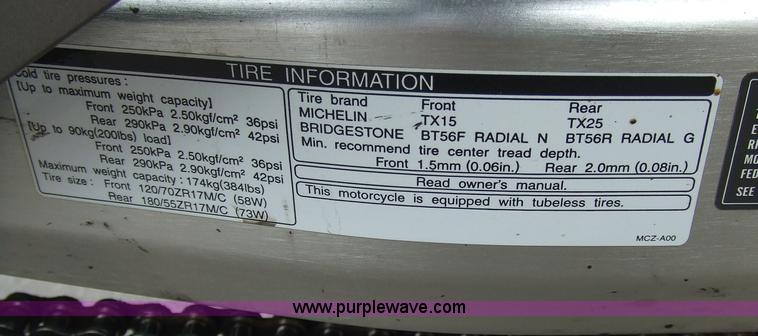 TIRE INFORMATION
Cold tire pressures :
[Up to maximum weight capacity]
Front 250kPa 2.50kgf/cm² 36psi
Rear 290kPa 2.90kgf/cm² 42psi
[Up to 90kg(200lbs) load]
Front 250kPa 2.50kgf/cm² 36psi
Rear 290kPa 2.90kgf/cm² 42psi
Maximum weight capacity : 174kg(384lbs)
Tire size : Front 120/70ZR17M/C (58W)
Rear 180/55ZR17M/C (73W)
Tire brand Front Rear
MICHELIN TX15 TX25
BRIDGESTONE BT56F RADIAL N BT56R RADIAL G
Min. recommend tire center tread depth.
Front 1.5mm (0.06in.) Rear 2.0mm (0.08in.)
Read owner's manual.
This motorcycle is equipped with tubeless tires.
MCZ-A00
SEE
www.purplewave.com